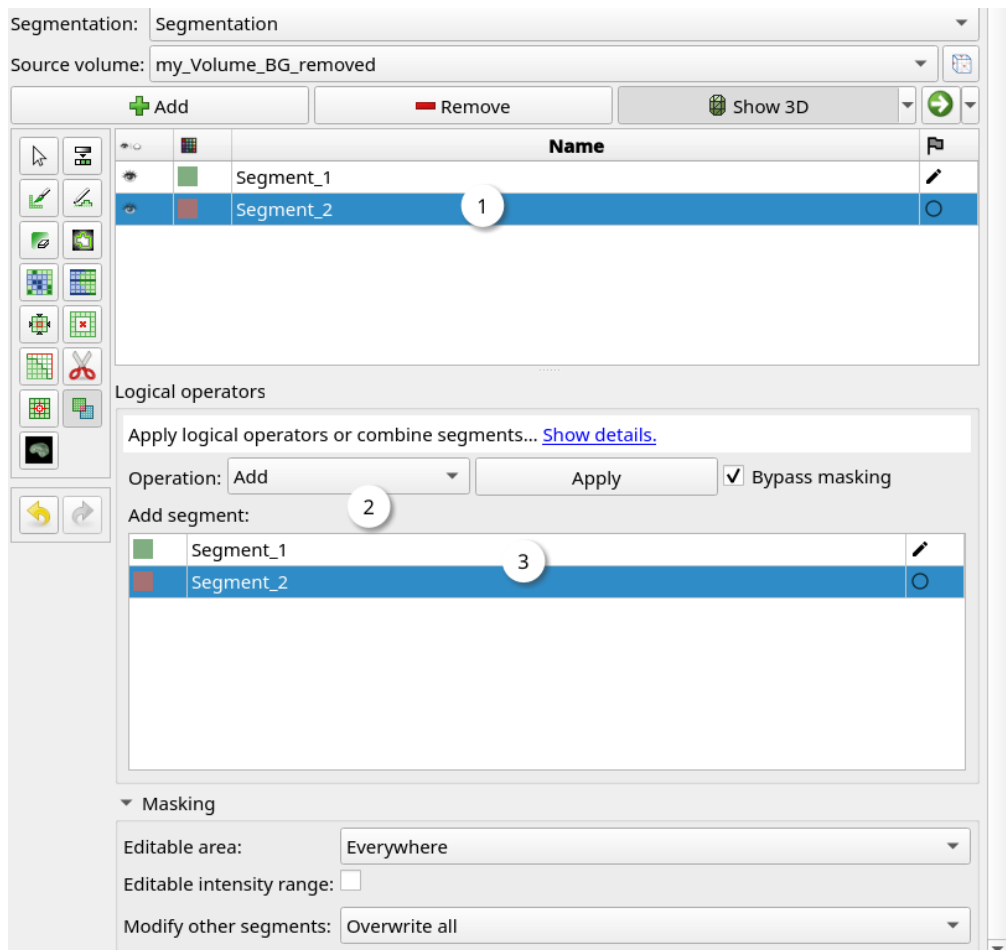 Segmentation: Segmentation
Source volume: my_Volume_BG_removed
Add Remove Show 3D
Name
Segment_1
Segment_2 1
Logical operators
Apply logical operators or combine segments... Show details.
Operation: Add Apply Bypass masking
2
Add segment:
Segment_1
3
Segment_2
Masking
Editable area: Everywhere
Editable intensity range:
Modify other segments: Overwrite all